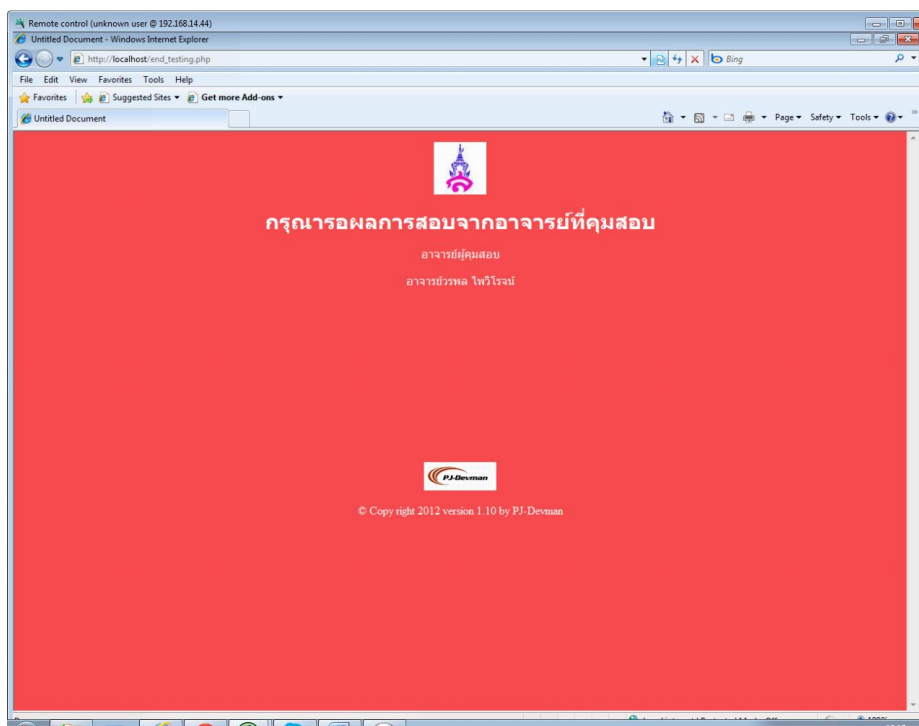 Remote control (unknown user @ 192.168.14.44)
Untitled Document - Windows Internet Explorer
http://localhost/end_testing.php
Bing
File Edit View Favorites Tools Help
Favorites Suggested Sites Get more Add-ons
Untitled Document
Page Safety Tools
กรุณารอผลการสอบจากอาจารย์ที่คุมสอบ
อาจารย์ผู้คุมสอบ
อาจารย์วรพล ไพวิโรจน์
PJ-Devman
© Copy right 2012 version 1.10 by PJ-Devman